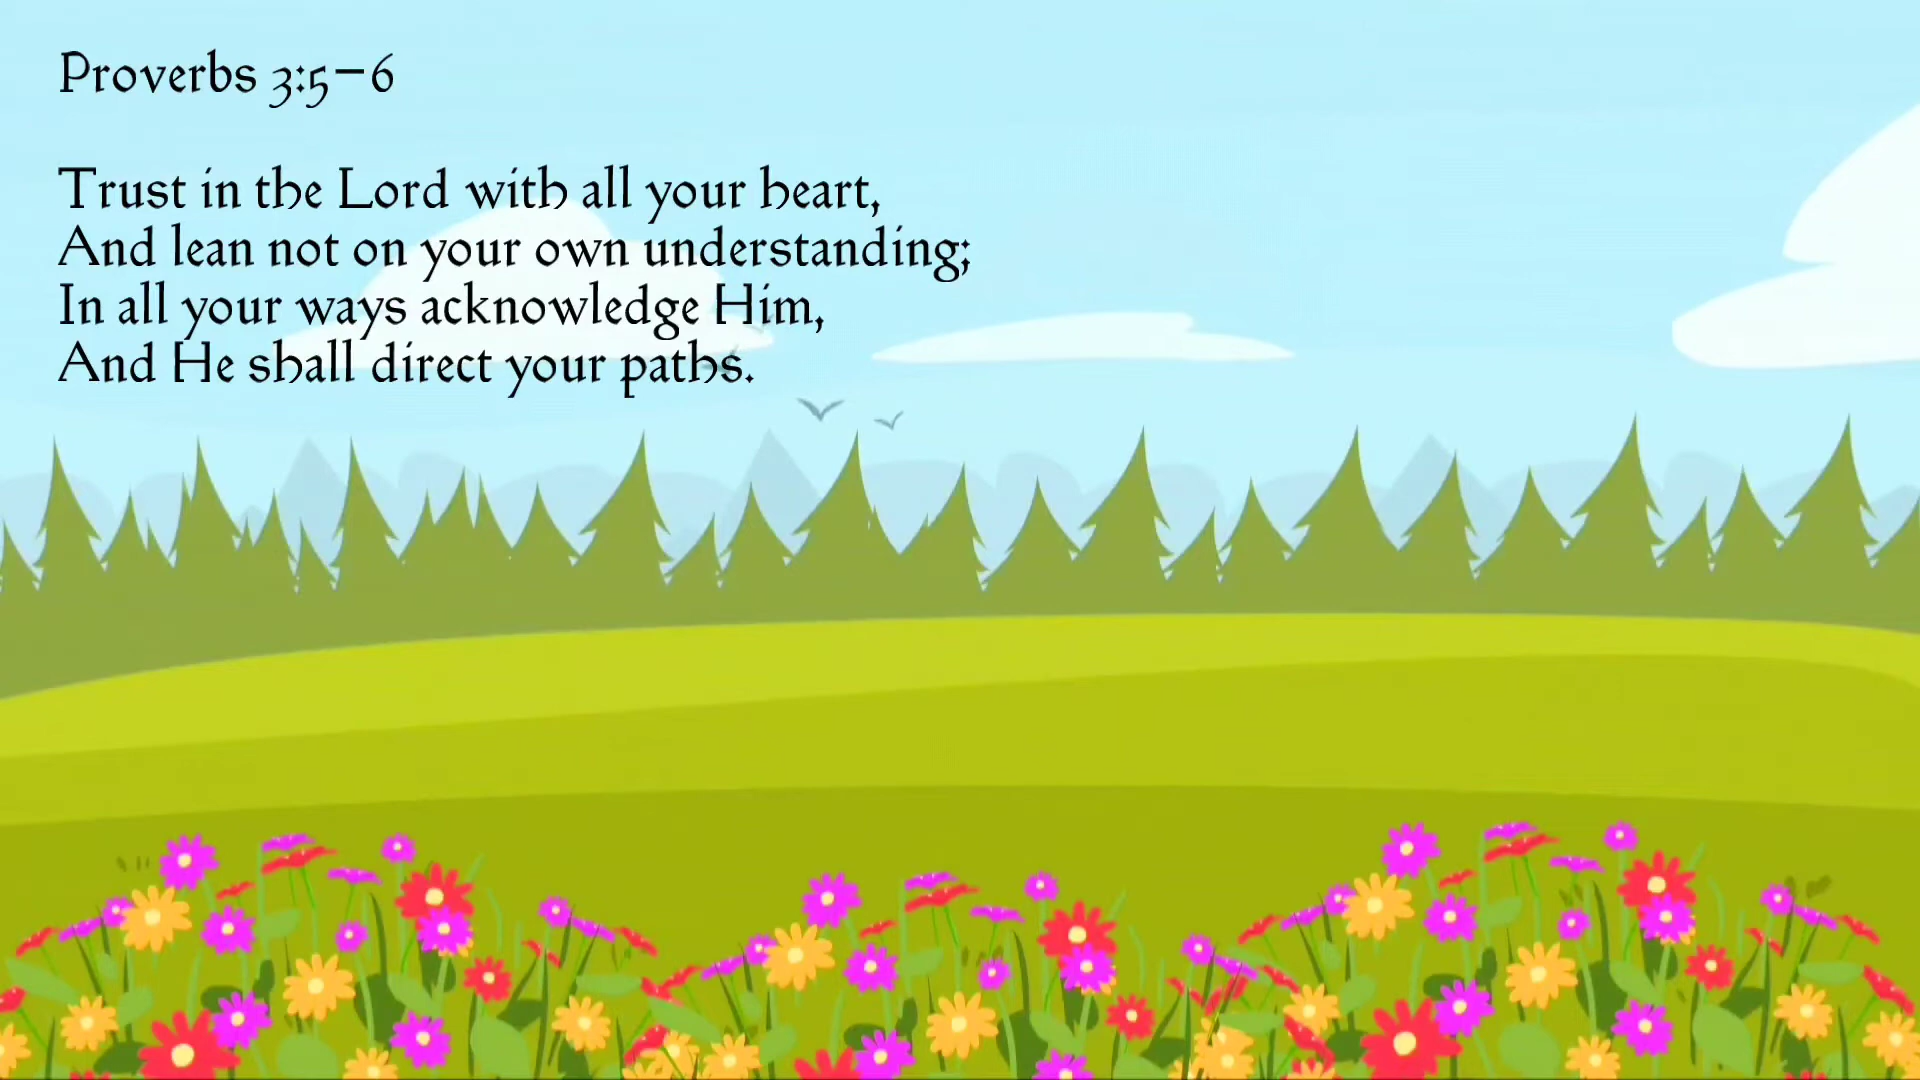 Proverbs 3:5–6
Trust in the Lord with all your heart,
And lean not on your own understanding;
In all your ways acknowledge Him,
And He shall direct your paths.